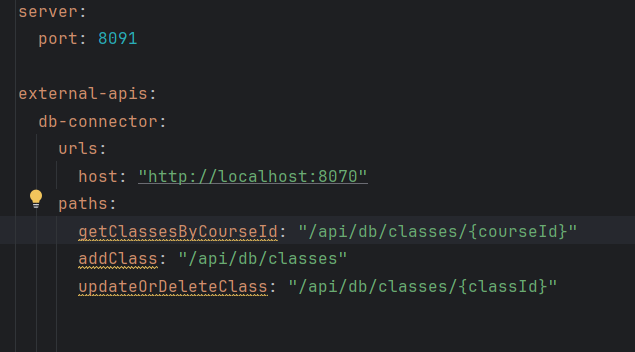 server:
port: 8091
external-apis:
db-connector:
urls:
host: "http://localhost:8070"
paths:
getClassesByCourseId: "/api/db/classes/{courseId}"
addClass: "/api/db/classes"
updateOrDeleteClass: "/api/db/classes/{classId}"